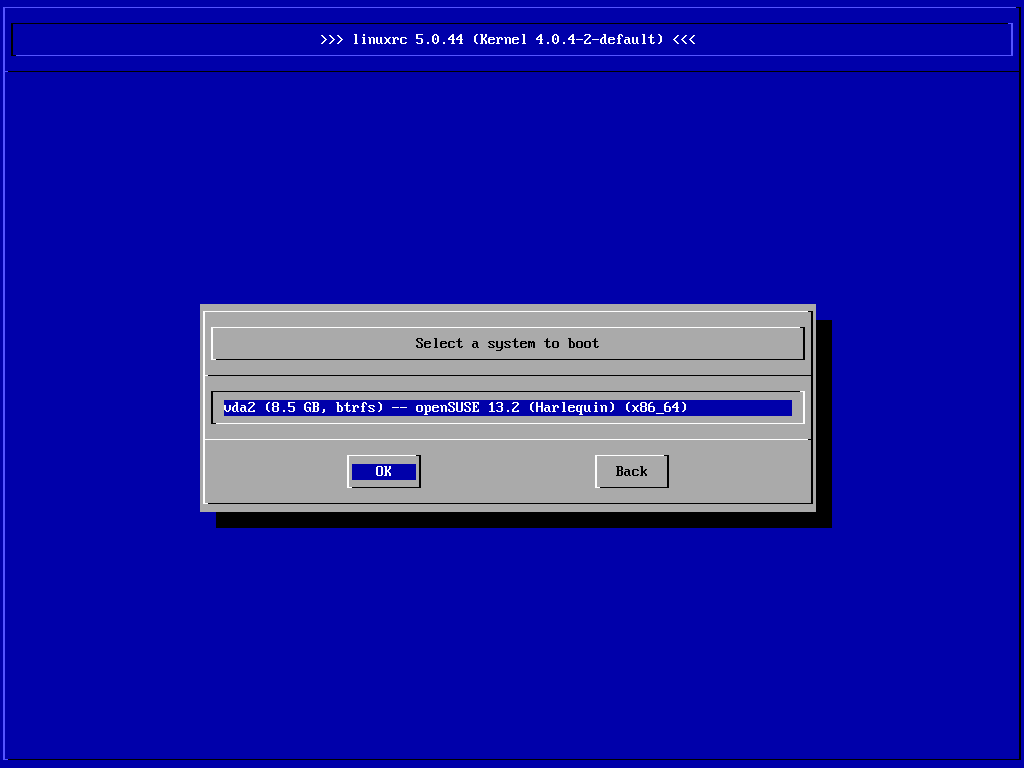 >>> linuxrc 5.0.44 (Kernel 4.0.4-2-default) <<<
Select a system to boot
vda2 (8.5 GB, btrfs) -- openSUSE 13.2 (Harlequin) (x86_64)
OK Back